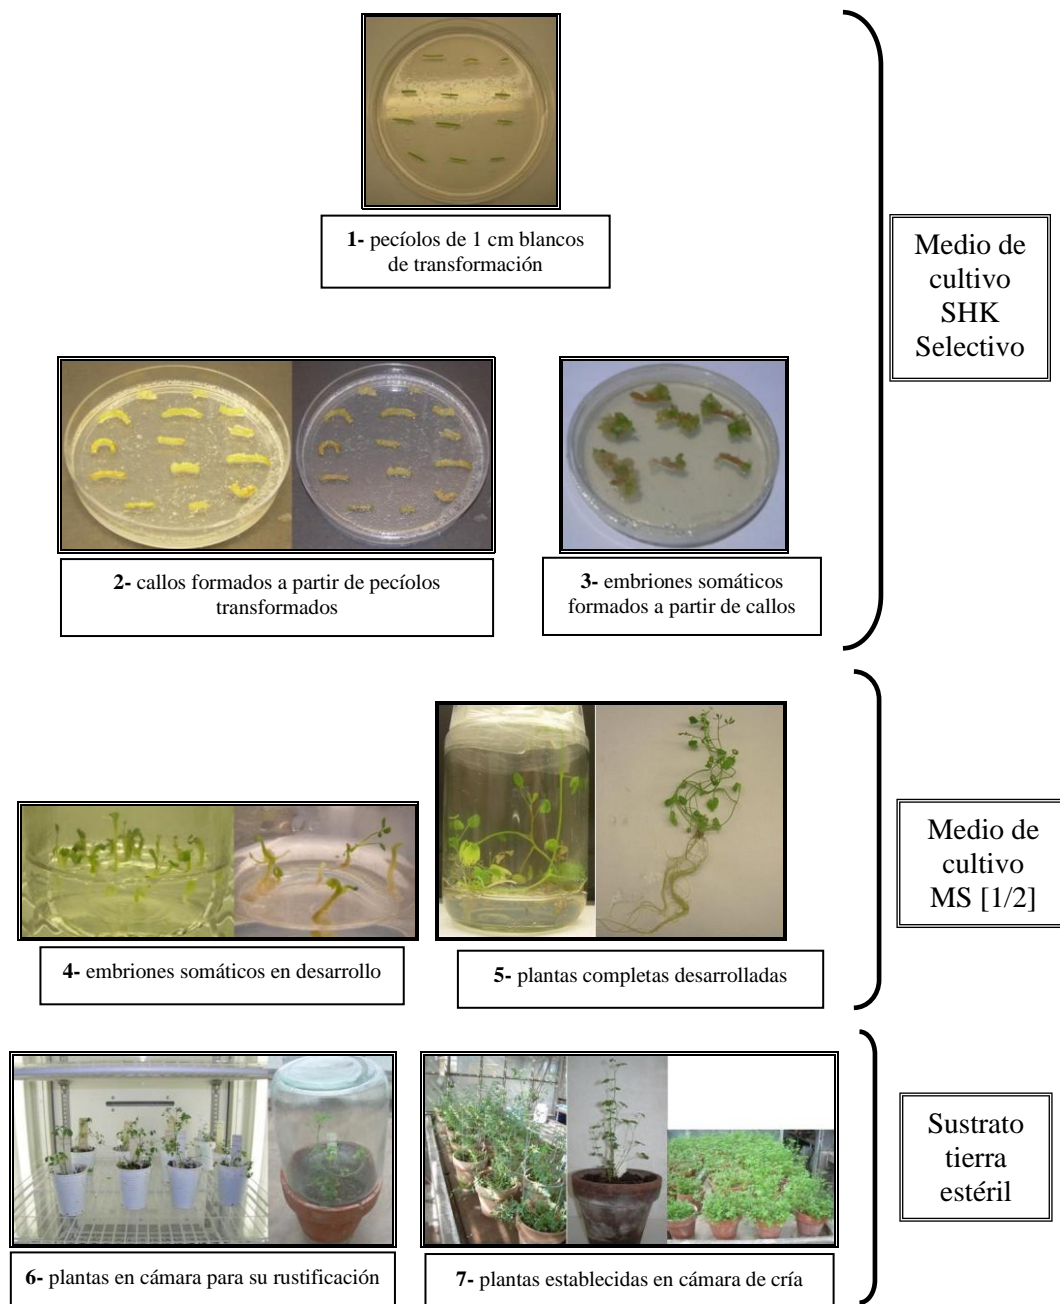 1- pecíolos de 1 cm blancos
de transformación
Medio de
cultivo
SHK
Selectivo
2- callos formados a partir de pecíolos
transformados
3- embriones somáticos
formados a partir de callos
4- embriones somáticos en desarrollo
5- plantas completas desarrolladas
Medio de
cultivo
MS [1/2]
6- plantas en cámara para su rustificación
7- plantas establecidas en cámara de cría
Sustrato
tierra
estéril